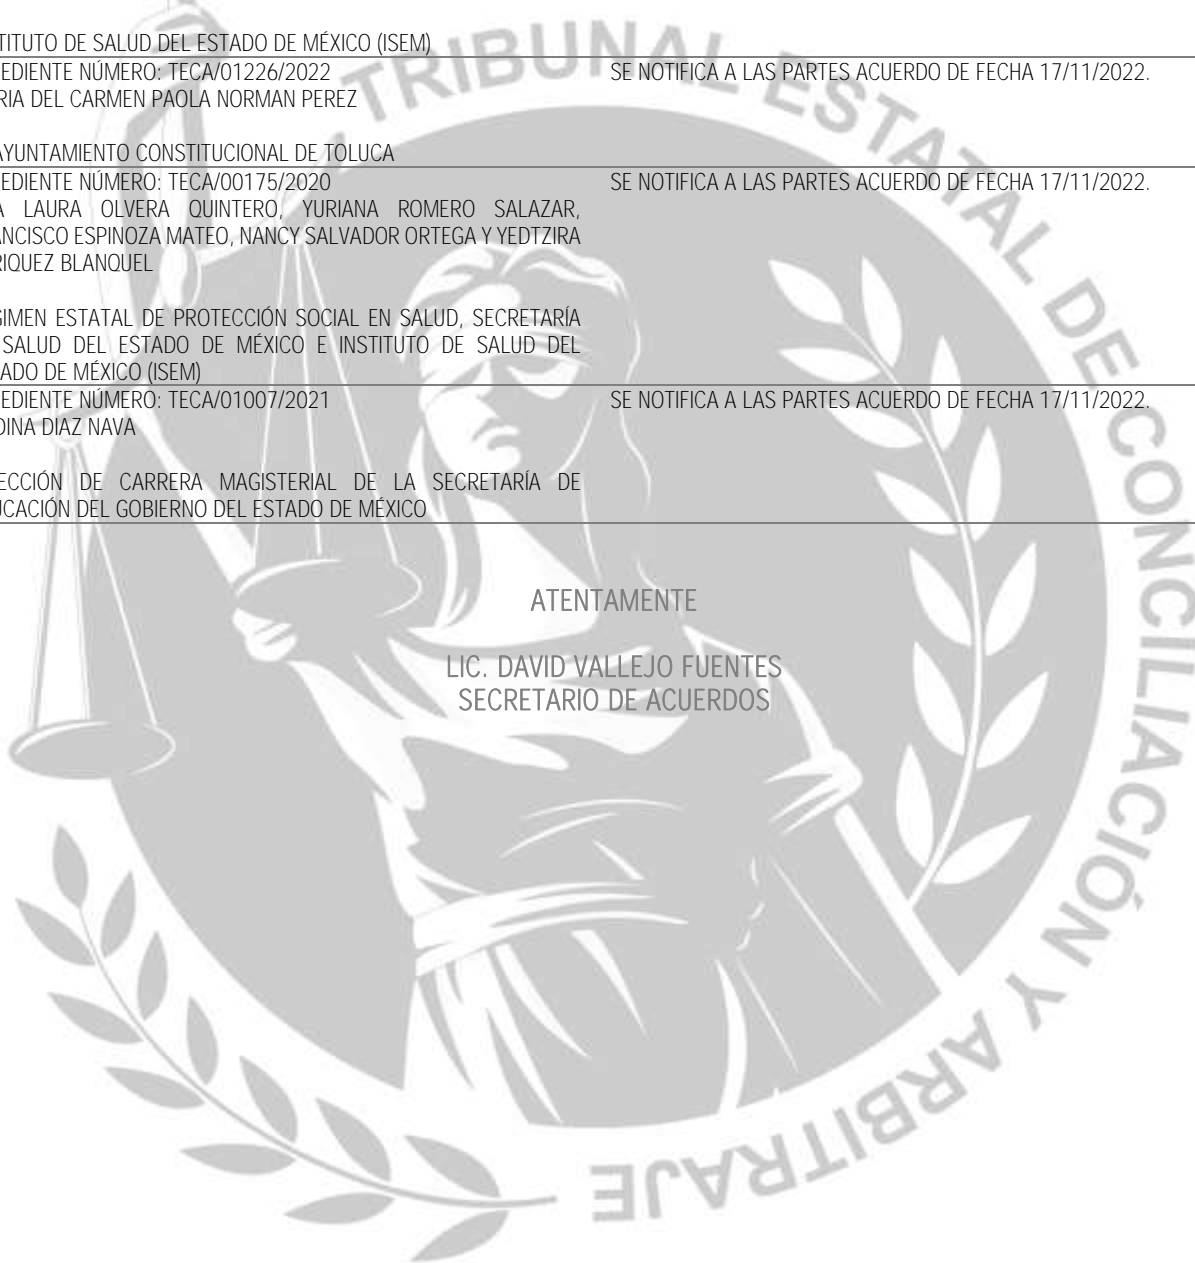 TITUTO DE SALUD DEL ESTADO DE MÉXICO (ISEM)
EDIENTE NÚMERO: TECA/01226/2022 SE NOTIFICA A LAS PARTES ACUERDO DE FECHA 17/11/2022.
RIA DEL CARMEN PAOLA NORMAN PEREZ
AYUNTAMIENTO CONSTITUCIONAL DE TOLUCA
EDIENTE NÚMERO: TECA/00175/2020 SE NOTIFICA A LAS PARTES ACUERDO DE FECHA 17/11/2022.
A LAURA OLVERA QUINTERO, YURIANA ROMERO SALAZAR,
ANCISCO ESPINOZA MATEO, NANCY SALVADOR ORTEGA Y YEDTZIRA
RIQUEZ BLANQUEL
GIMEN ESTATAL DE PROTECCIÓN SOCIAL EN SALUD, SECRETARÍA
SALUD DEL ESTADO DE MÉXICO E INSTITUTO DE SALUD DEL
ADO DE MÉXICO (ISEM)
EDIENTE NÚMERO: TECA/01007/2021 SE NOTIFICA A LAS PARTES ACUERDO DE FECHA 17/11/2022.
DINA DIAZ NAVA
ECCIÓN DE CARRERA MAGISTERIAL DE LA SECRETARÍA DE
UCACIÓN DEL GOBIERNO DEL ESTADO DE MÉXICO
ATENTAMENTE
LIC. DAVID VALLEJO FUENTES
SECRETARIO DE ACUERDOS
TRIBUNAL ESTATAL DE CONCILIACIÓN Y ARBITRAJE